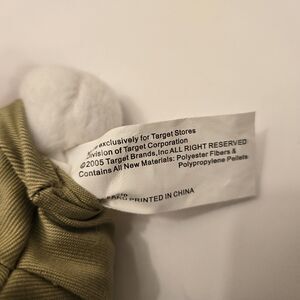 exclusively for Target Stores
Division of Target Corporation
©2005 Target Brands,Inc ALL RIGHT RESERVED
Contains All New Materials: Polyester Fibers &
Polypropylene Pellets
PRINTED IN CHINA